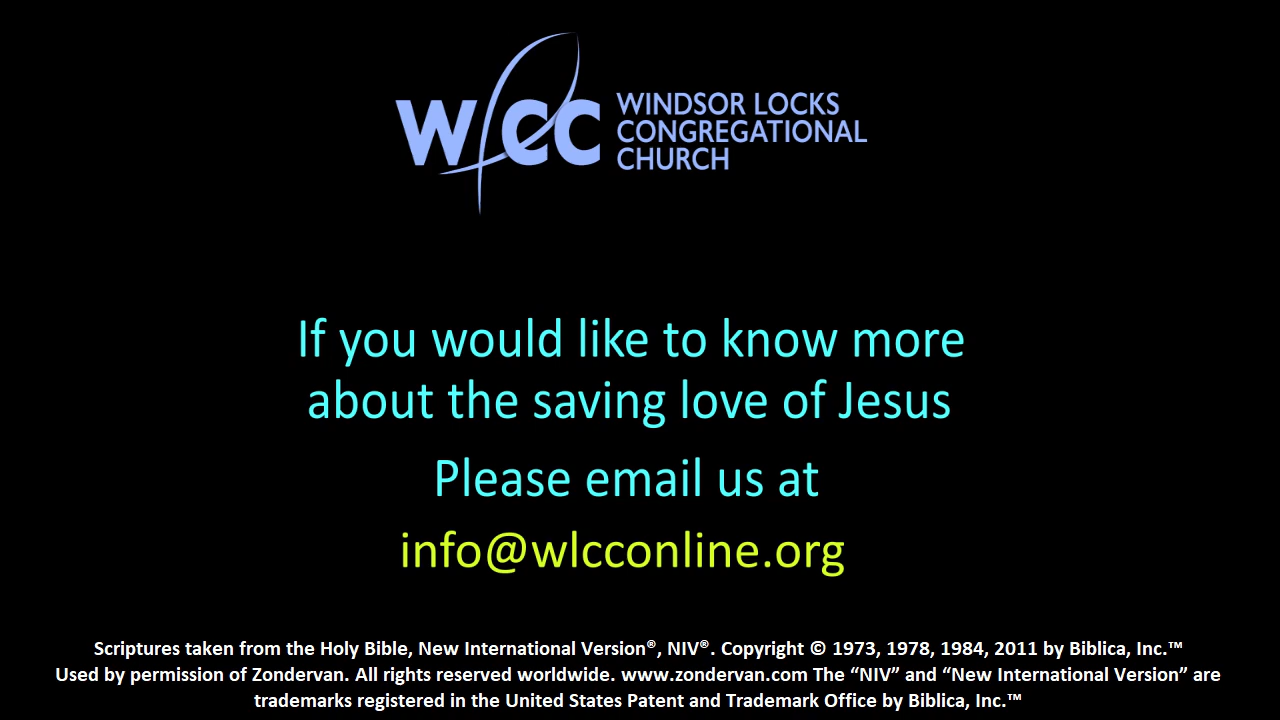 WLCC
WINDSOR LOCKS
CONGREGATIONAL
CHURCH
If you would like to know more
about the saving love of Jesus
Please email us at
info@wlcconline.org
Scriptures taken from the Holy Bible, New International Version®, NIV®. Copyright © 1973, 1978, 1984, 2011 by Biblica, Inc.™
Used by permission of Zondervan. All rights reserved worldwide. www.zondervan.com The “NIV” and “New International Version” are
trademarks registered in the United States Patent and Trademark Office by Biblica, Inc.™